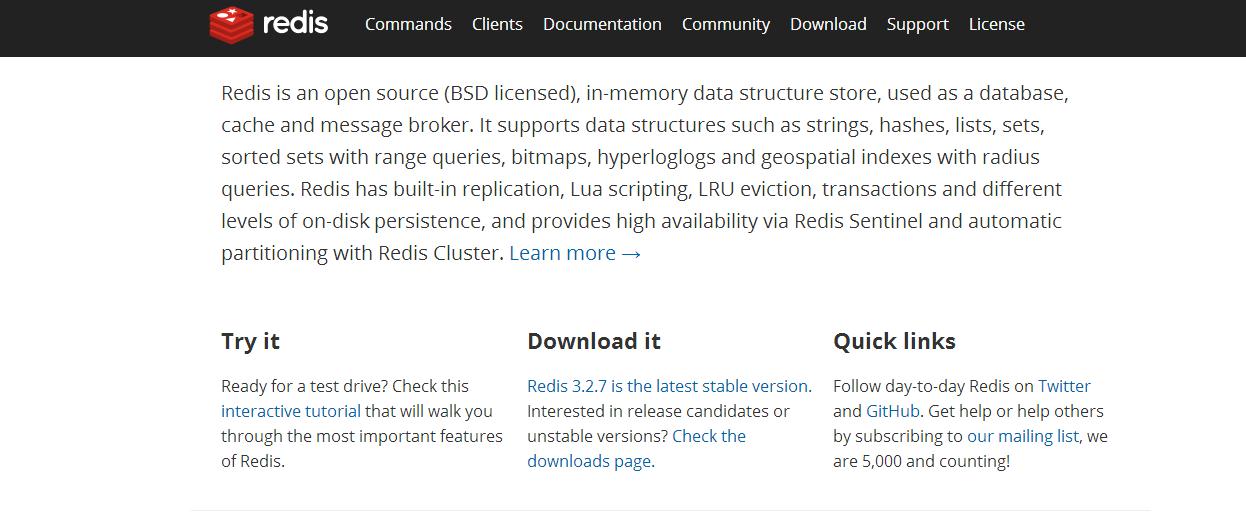 redis Commands Clients Documentation Community Download Support License
Redis is an open source (BSD licensed), in-memory data structure store, used as a database,
cache and message broker. It supports data structures such as strings, hashes, lists, sets,
sorted sets with range queries, bitmaps, hyperloglogs and geospatial indexes with radius
queries. Redis has built-in replication, Lua scripting, LRU eviction, transactions and different
levels of on-disk persistence, and provides high availability via Redis Sentinel and automatic
partitioning with Redis Cluster. Learn more →
Try it
Ready for a test drive? Check this
interactive tutorial that will walk you
through the most important features
of Redis.
Download it
Redis 3.2.7 is the latest stable version.
Interested in release candidates or
unstable versions? Check the
downloads page.
Quick links
Follow day-to-day Redis on Twitter
and GitHub. Get help or help others
by subscribing to our mailing list, we
are 5,000 and counting!